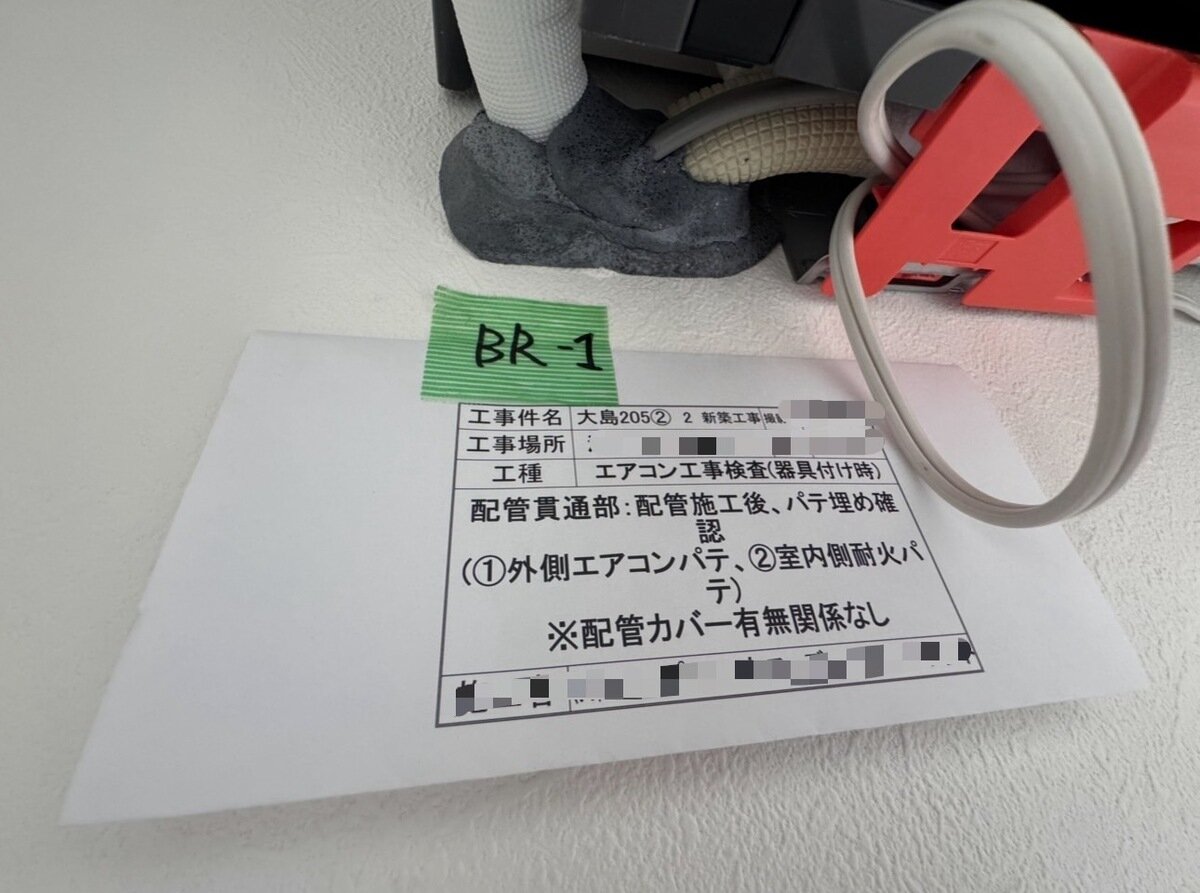 BR-1
工事件名 大島205② 2 新築工事
工事場所
工種 エアコン工事検査(器具付け時)
配管貫通部:配管施工後、パテ埋め確
認
(①外側エアコンパテ、②室内側耐火パ
テ)
※配管カバー有無関係なし